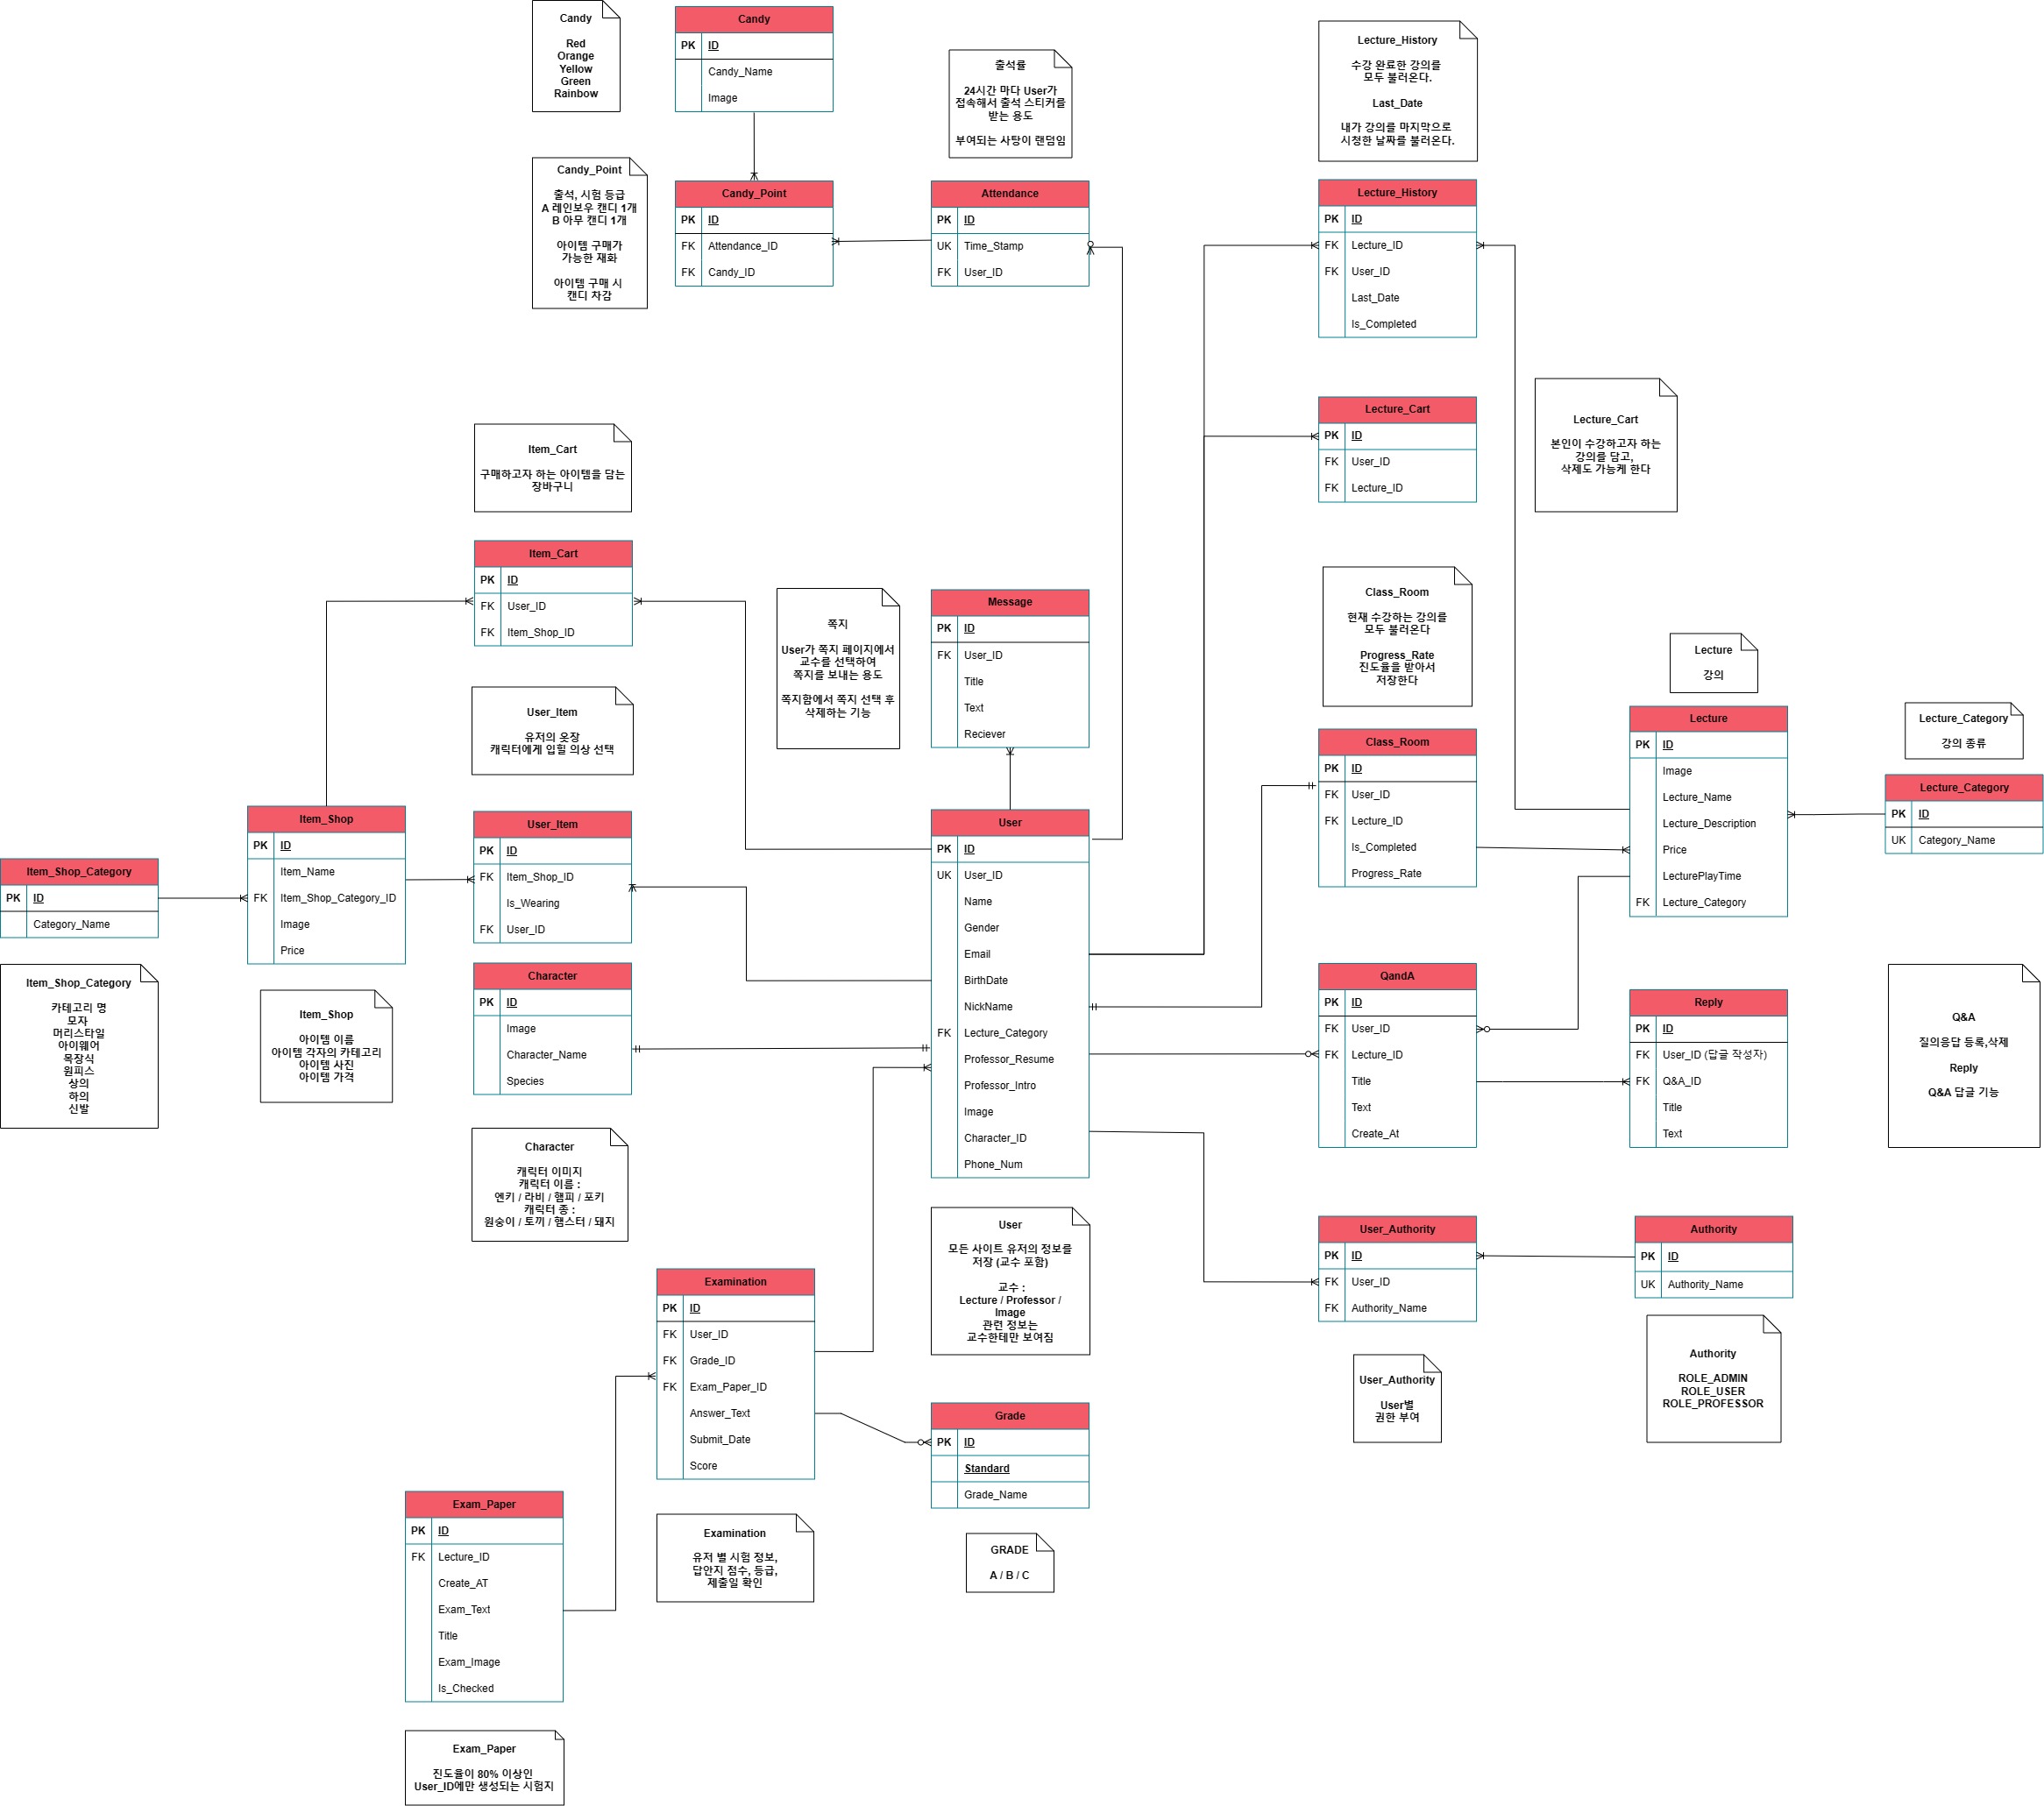 Candy
Red
Orange
Yellow
Green
Rainbow
Candy
PK ID
Candy_Name
Image
출석률
24시간 마다 User가
접속해서 출석 스티커를
받는 용도
부여되는 사탕이 랜덤임
Lecture_History
수강 완료한 강의를
모두 불러온다.
Last_Date
내가 강의를 마지막으로
시청한 날짜를 불러온다.
Candy_Point
출석, 시험 등급
A 레인보우 캔디 1개
B 아무 캔디 1개
아이템 구매가
가능한 재화
아이템 구매 시
캔디 차감
Candy_Point
PK ID
FK Attendance_ID
FK Candy_ID
Attendance
PK ID
UK Time_Stamp
FK User_ID
Lecture_History
PK ID
FK Lecture_ID
FK User_ID
Last_Date
Is_Completed
Lecture_Cart
PK ID
FK User_ID
FK Lecture_ID
Lecture_Cart
본인이 수강하고자 하는
강의를 담고,
삭제도 가능케 한다
Item_Cart
구매하고자 하는 아이템을 담는
장바구니
Item_Cart
PK ID
FK User_ID
FK Item_Shop_ID
쪽지
User가 쪽지 페이지에서
교수를 선택하여
쪽지를 보내는 용도
쪽지함에서 쪽지 선택 후
삭제하는 기능
Message
PK ID
FK User_ID
Title
Text
Reciever
Class_Room
현재 수강하는 강의를
모두 불러온다
Progress_Rate
진도율을 받아서
저장한다
Lecture
강의
Lecture_Category
강의 종류
User_Item
유저의 옷장
캐릭터에게 입힐 의상 선택
Class_Room
PK ID
FK User_ID
FK Lecture_ID
Is_Completed
Progress_Rate
Lecture
PK ID
Image
Lecture_Name
Lecture_Description
Price
LecturePlayTime
FK Lecture_Category
Lecture_Category
PK ID
UK Category_Name
Item_Shop_Category
PK ID
Category_Name
Item_Shop
PK ID
Item_Name
FK Item_Shop_Category_ID
Image
Price
User_Item
PK ID
FK Item_Shop_ID
Is_Wearing
FK User_ID
User
PK ID
UK User_ID
Name
Gender
Email
BirthDate
NickName
FK Lecture_Category
Professor_Resume
Professor_Intro
Image
Character_ID
Phone_Num
Item_Shop_Category
카테고리 명
모자
머리스타일
아이웨어
목장식
원피스
상의
하의
신발
Item_Shop
아이템 이름
아이템 각자의 카테고리
아이템 사진
아이템 가격
Character
PK ID
Image
Character_Name
Species
QandA
PK ID
FK User_ID
FK Lecture_ID
Title
Text
Create_At
Reply
PK ID
FK User_ID (답글 작성자)
FK Q&A_ID
Title
Text
Q&A
질의응답 등록,삭제
Reply
Q&A 답글 기능
Character
캐릭터 이미지
캐릭터 이름 :
엔키 / 라비 / 햄피 / 포키
캐릭터 종 :
원숭이 / 토끼 / 햄스터 / 돼지
User
모든 사이트 유저의 정보를
저장 (교수 포함)
교수 :
Lecture / Professor /
Image
관련 정보는
교수한테만 보여짐
User_Authority
PK ID
FK User_ID
FK Authority_Name
Authority
PK ID
UK Authority_Name
User_Authority
User별
권한 부여
Authority
ROLE_ADMIN
ROLE_USER
ROLE_PROFESSOR
Examination
PK ID
FK User_ID
FK Grade_ID
FK Exam_Paper_ID
Answer_Text
Submit_Date
Score
Grade
PK ID
Standard
Grade_Name
Exam_Paper
PK ID
FK Lecture_ID
Create_AT
Exam_Text
Title
Exam_Image
Is_Checked
Examination
유저 별 시험 정보,
답안지 점수, 등급,
제출일 확인
GRADE
A / B / C
Exam_Paper
진도율이 80% 이상인
User_ID에만 생성되는 시험지